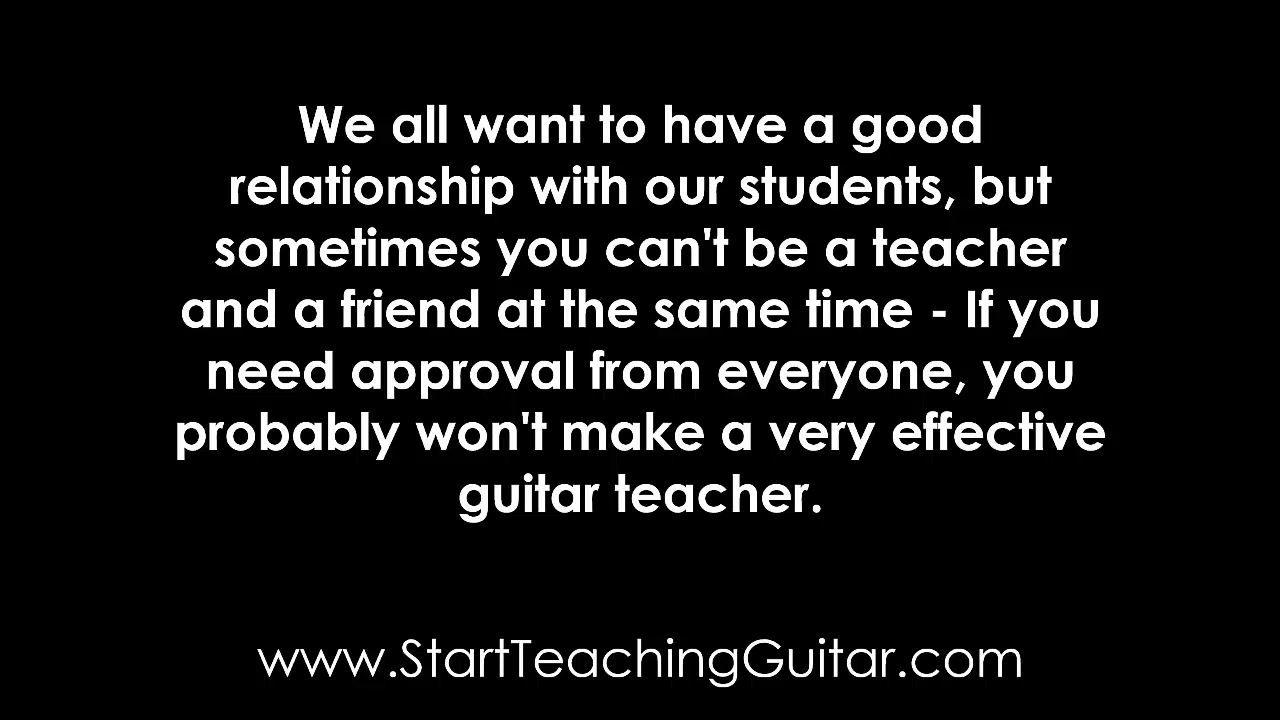 We all want to have a good
relationship with our students, but
sometimes you can't be a teacher
and a friend at the same time - If you
need approval from everyone, you
probably won't make a very effective
guitar teacher.
www.StartTeachingGuitar.com